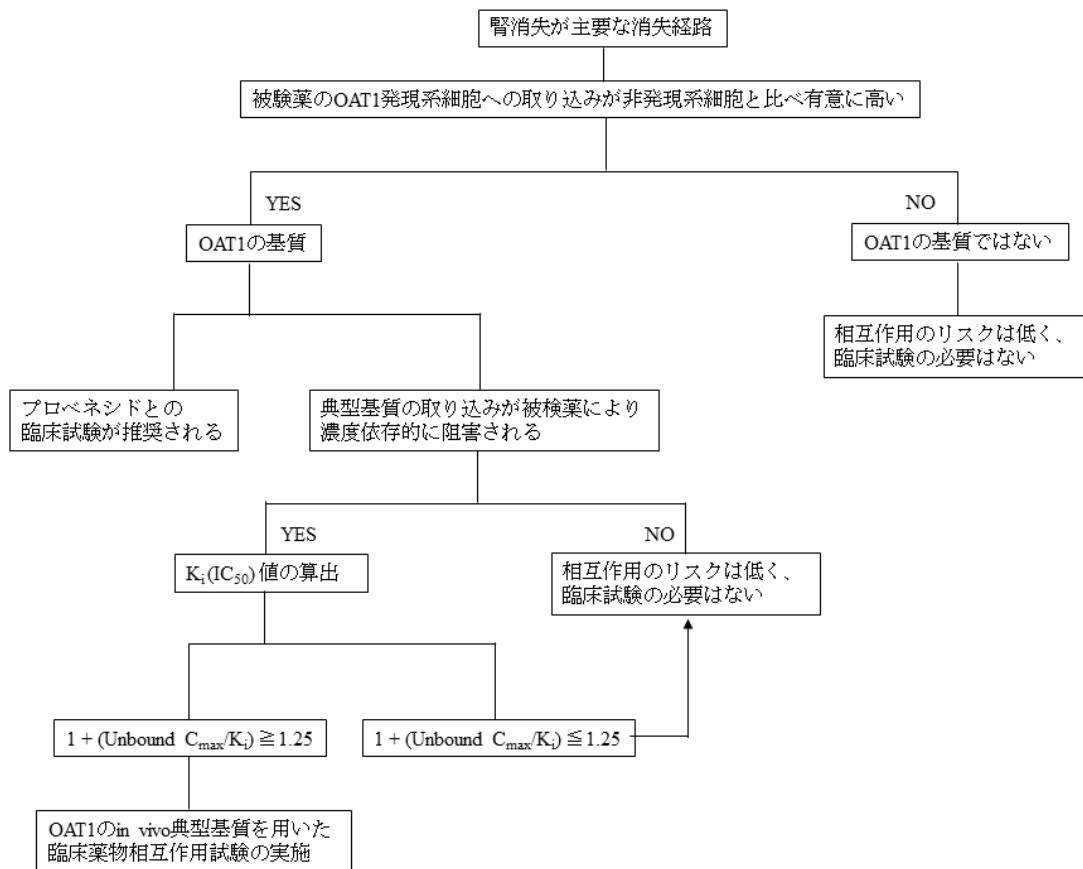 腎消失が主要な消失経路
被験薬のOAT1発現系細胞への取り込みが非発現系細胞と比べ有意に高い
YES
NO
OAT1の基質
OAT1の基質ではない
相互作用のリスクは低く、
臨床試験の必要はない
プロベネシドとの
臨床試験が推奨される
典型基質の取り込みが被検薬により
濃度依存的に阻害される
YES
NO
Ki(IC50)値の算出
相互作用のリスクは低く、
臨床試験の必要はない
1 + (Unbound Cmax/Ki) ≧1.25
1 + (Unbound Cmax/Ki) ≦1.25
OAT1のin vivo典型基質を用いた
臨床薬物相互作用試験の実施